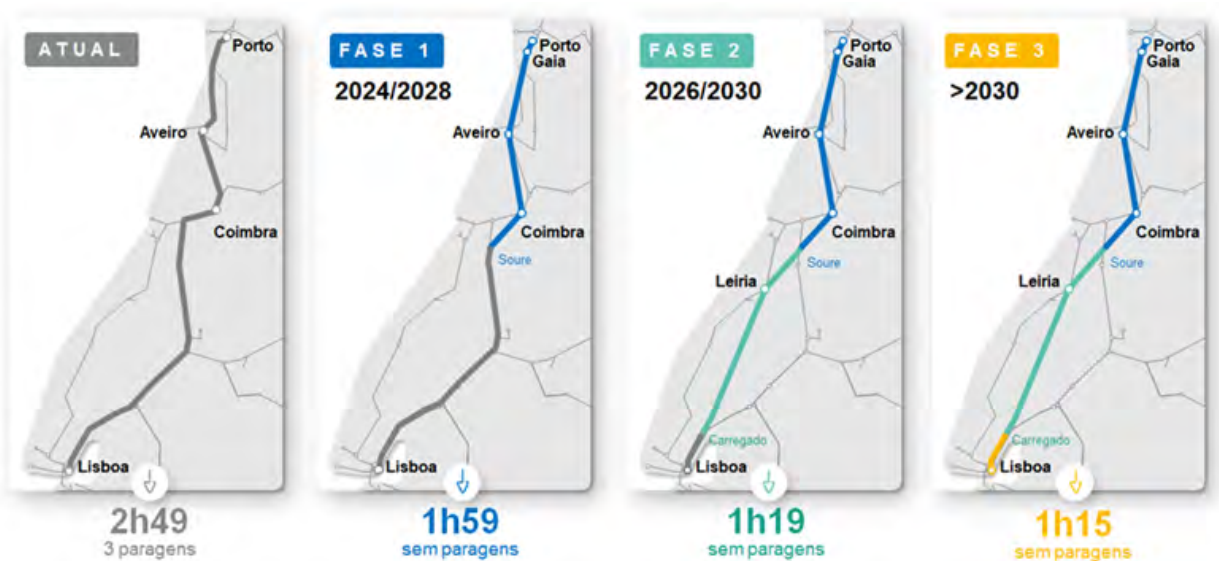 ATUAL
Porto
Aveiro
Coimbra
Lisboa
2h49
3 paragens
FASE 1
2024/2028
Porto
Gaia
Aveiro
Coimbra
Soure
Lisboa
1h59
sem paragens
FASE 2
2026/2030
Porto
Gaia
Aveiro
Coimbra
Soure
Leiria
Carregado
Lisboa
1h19
sem paragens
FASE 3
>2030
Porto
Gaia
Aveiro
Coimbra
Soure
Leiria
Carregado
Lisboa
1h15
sem paragens